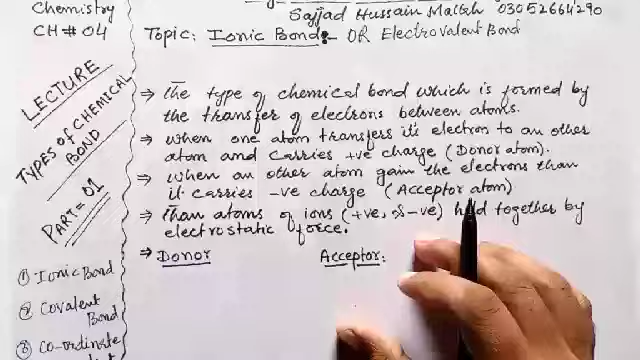 Chemistry
CH # 04
Sajjad Hussain Mallah 03052664290
Topic: Ionic Bond:- OR Electrovalent Bond
LECTURE
TYPES OF CHEMICAL
BOND
PART= 01
⇒ The type of chemical bond which is formed by
the transfer of electrons between atoms.
⇒ when one atom transfers it's electron to an other
atom and carries +ve charge (Donor atom).
⇒ when an other atom gain the electrons than
it carries -ve charge (Acceptor atom)
⇒ Than atoms of ions (+ve, & -ve) held together by
electrostatic force.
⇒ Donor Acceptor:
① Ionic Bond
② Covalent
Bond
③ Co-ordinate